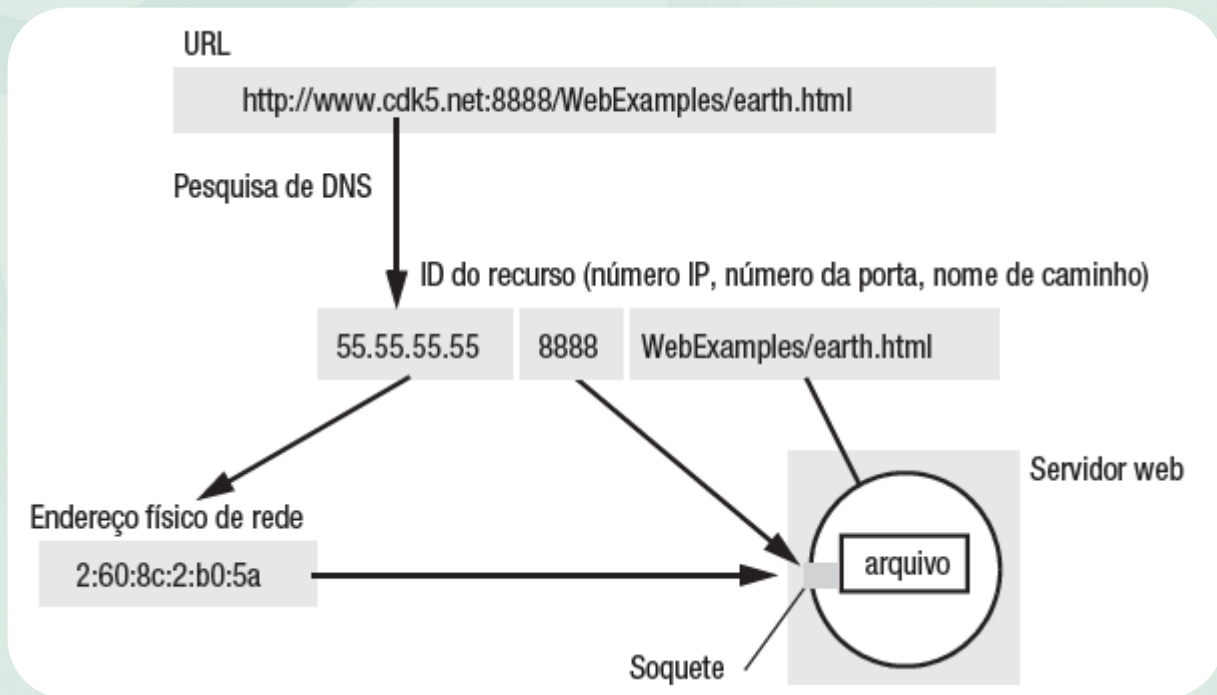 URL
http://www.cdk5.net:8888/WebExamples/earth.html
Pesquisa de DNS
ID do recurso (número IP, número da porta, nome de caminho)
55.55.55.55
8888
WebExamples/earth.html
Servidor web
Endereço físico de rede
2:60:8c:2:b0:5a
arquivo
Soquete